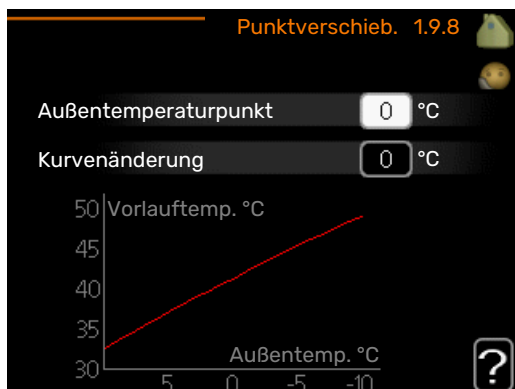 Punktverschieb. 1.9.8
Außentemperaturpunkt 0 °C
Kurvenänderung 0 °C
50 Vorlauftemp. °C
45
40
35
Außentemp. °C
30
5 0 -5 -10
?